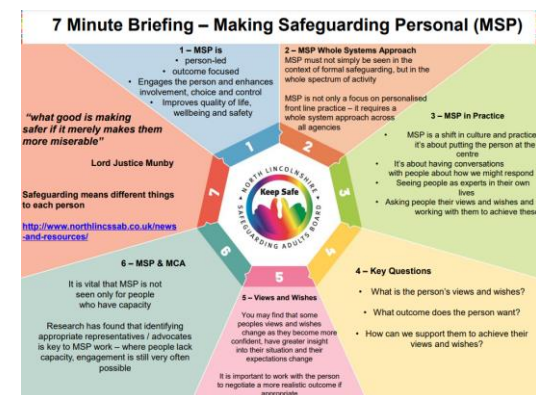 7 Minute Briefing – Making Safeguarding Personal (MSP)
1 – MSP is
• person-led
• outcome focused
• Engages the person and enhances
involvement, choice and control
• Improves quality of life,
wellbeing and safety
2 – MSP Whole Systems Approach
MSP must not simply be seen in the
context of formal safeguarding, but in the
whole spectrum of activity
MSP is not only a focus on personalised
front line practice – it requires a
whole system approach across
all agencies
3 – MSP in Practice
• MSP is a shift in culture and practice
it's about putting the person at the
centre
• It's about having conversations
with people about how we might respond
• Seeing people as experts in their own
lives
• Asking people their views and wishes and
working with them to achieve these
4 – Key Questions
• What is the person's views and wishes?
• What outcome does the person want?
• How can we support them to achieve their
views and wishes?
5 – Views and Wishes
You may find that some
peoples views and wishes
change as they become more
confident, have greater insight
into their situation and their
expectations change
It is important to work with the person
to negotiate a more realistic outcome if
appropriate
6 – MSP & MCA
It is vital that MSP is not
seen only for people
who have capacity
Research has found that identifying
appropriate representatives / advocates
is key to MSP work – where people lack
capacity, engagement is still very often
possible
"what good is making
safer if it merely makes them
more miserable"
Lord Justice Munby
Safeguarding means different things
to each person
http://www.northlincssab.co.uk/news
-and-resources/
1
2
3
4
5
6
7
NORTH LINCOLNSHIRE
Keep Safe
SAFEGUARDING ADULTS BOARD